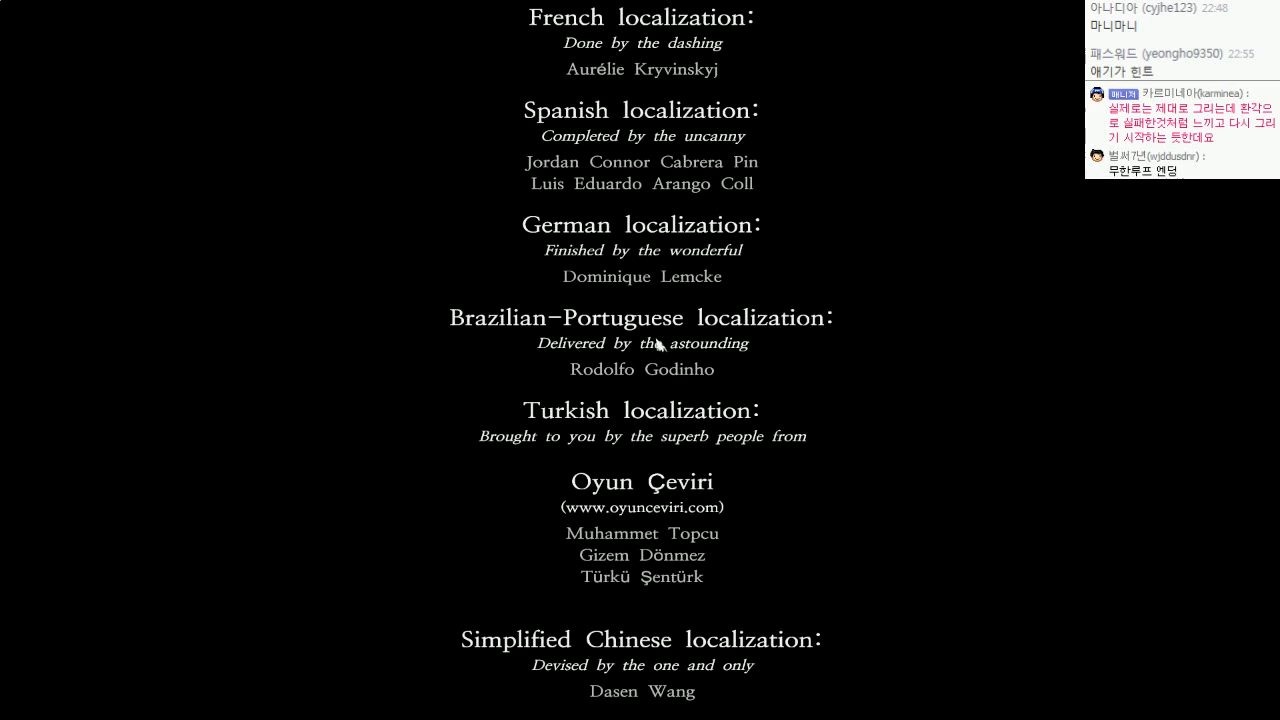 French localization:
Done by the dashing
Aurélie Kryvinskyj
Spanish localization:
Completed by the uncanny
Jordan Connor Cabrera Pin
Luis Eduardo Arango Coll
German localization:
Finished by the wonderful
Dominique Lemcke
Brazilian-Portuguese localization:
Delivered by the astounding
Rodolfo Godinho
Turkish localization:
Brought to you by the superb people from
Oyun Çeviri
(www.oyunceviri.com)
Muhammet Topcu
Gizem Dönmez
Türkü Şentürk
Simplified Chinese localization:
Devised by the one and only
Dasen Wang
아나디아 (cyjhe123) 22:48
마니마니
패스워드 (yeongho9350) 22:55
애기가 힌트
매니저 카르미네아(karminea) :
실제로는 제대로 그리는데 환각으
로 실패한것처럼 느끼고 다시 그리
기 시작하는 듯한데요
벌써7년(wjddusdnr) :
무한루프 엔딩